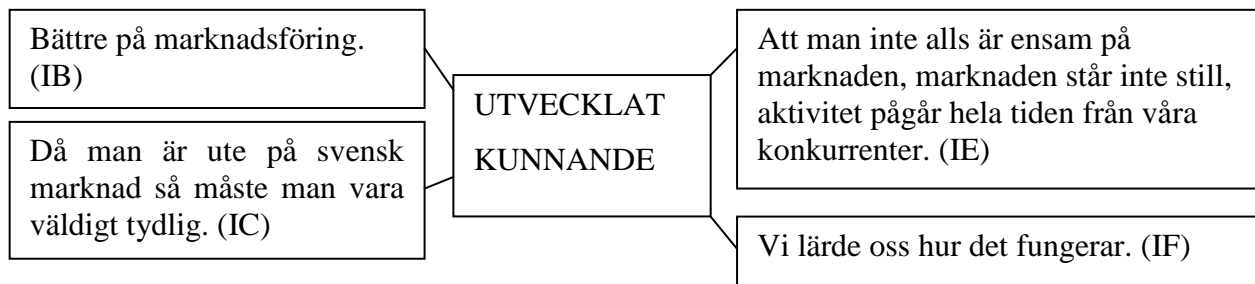 Bättre på marknadsföring.
(IB)
Då man är ute på svensk
marknad så måste man vara
väldigt tydlig. (IC)
UTVECKLAT
KUNNANDE
Att man inte alls är ensam på
marknaden, marknaden står inte still,
aktivitet pågår hela tiden från våra
konkurrenter. (IE)
Vi lärde oss hur det fungerar. (IF)